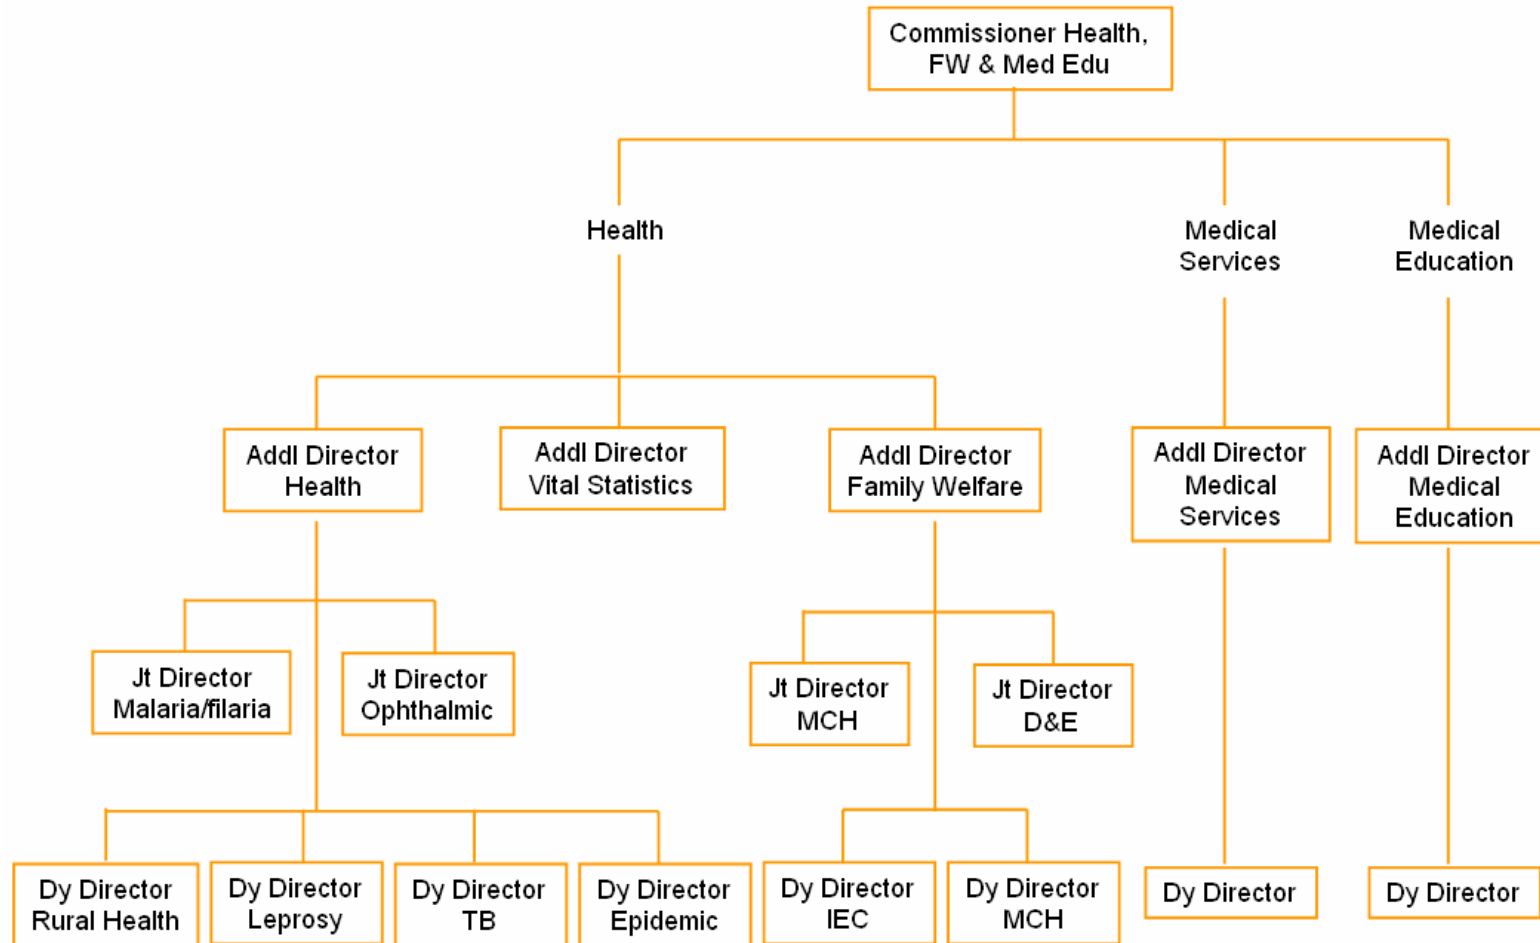 Commissioner Health,
FW & Med Edu
Health
Medical
Services
Medical
Education
Addl Director
Health
Addl Director
Vital Statistics
Addl Director
Family Welfare
Addl Director
Medical
Services
Addl Director
Medical
Education
Jt Director
Malaria/filaria
Jt Director
Ophthalmic
Jt Director
MCH
Jt Director
D&E
Dy Director
Rural Health
Dy Director
Leprosy
Dy Director
TB
Dy Director
Epidemic
Dy Director
IEC
Dy Director
MCH
Dy Director
Dy Director